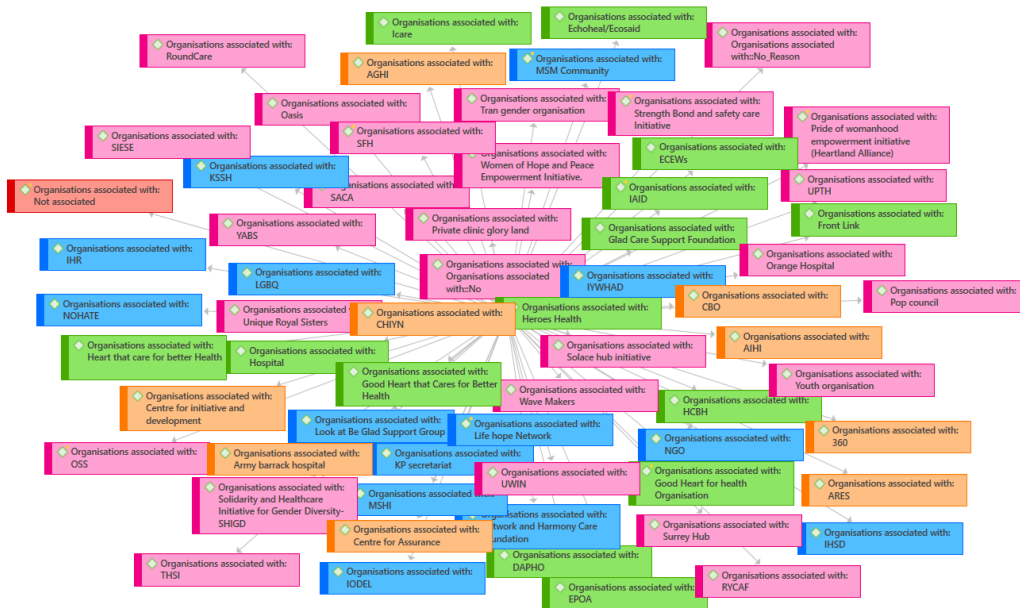 Organisations associated with:
Icare
Organisations associated with:
Echoheal/Ecosaid
Organisations associated with:
RoundCare
Organisations associated with:
AGHI
Organisations associated with:
MSM Community
Organisations associated with:
Organisations associated
with::No_Reason
Organisations associated with:
Oasis
Organisations associated with:
Tran gender organisation
Organisations associated with:
Strength Bond and safety care
Initiative
Organisations associated with:
Pride of womanhood
empowerment initiative
(Heartland Alliance)
Organisations associated with:
SIESE
Organisations associated with:
SFH
Organisations associated with:
Women of Hope and Peace
Empowerment Initiative.
Organisations associated with:
ECEWs
Organisations associated with:
KSSH
Organisations associated with:
SACA
Organisations associated with:
UPTH
Organisations associated with:
Not associated
Organisations associated with:
IAID
Organisations associated with:
Front Link
Organisations associated with:
YABS
Organisations associated with:
Private clinic glory land
Organisations associated with:
Glad Care Support Foundation
Organisations associated with:
IHR
Organisations associated with:
LGBQ
Organisations associated with:
Organisations associated
with::No
Organisations associated with:
IYWHAD
Organisations associated with:
Orange Hospital
Organisations associated with:
NOHATE
Organisations associated with:
Unique Royal Sisters
Organisations associated with:
CHIYN
Organisations associated with:
Heroes Health
Organisations associated with:
CBO
Organisations associated with:
Pop council
Organisations associated with:
Heart that care for better Health
Organisations associated with:
Hospital
Organisations associated with:
Solace hub initiative
Organisations associated with:
AIHI
Organisations associated with:
Good Heart that Cares for Better
Health
Organisations associated with:
Wave Makers
Organisations associated with:
Youth organisation
Organisations associated with:
Centre for initiative and
development
Organisations associated with:
HCBH
Organisations associated with:
Look at Be Glad Support Group
Organisations associated with:
Life hope Network
Organisations associated with:
NGO
Organisations associated with:
360
Organisations associated with:
OSS
Organisations associated with:
Army barrack hospital
Organisations associated with:
KP secretariat
Organisations associated with:
UWIN
Organisations associated with:
Good Heart for health
Organisation
Organisations associated with:
ARES
Organisations associated with:
Solidarity and Healthcare
Initiative for Gender Diversity-
SHIGD
Organisations associated with:
MSHI
Organisations associated with:
and Harmony Care
Organisations associated with:
Surrey Hub
Organisations associated with:
IHSD
Organisations associated with:
Centre for Assurance
Organisations associated with:
THSI
Organisations associated with:
IODEL
Organisations associated with:
DAPHO
Organisations associated with:
EPOA
Organisations associated with:
RYCAF